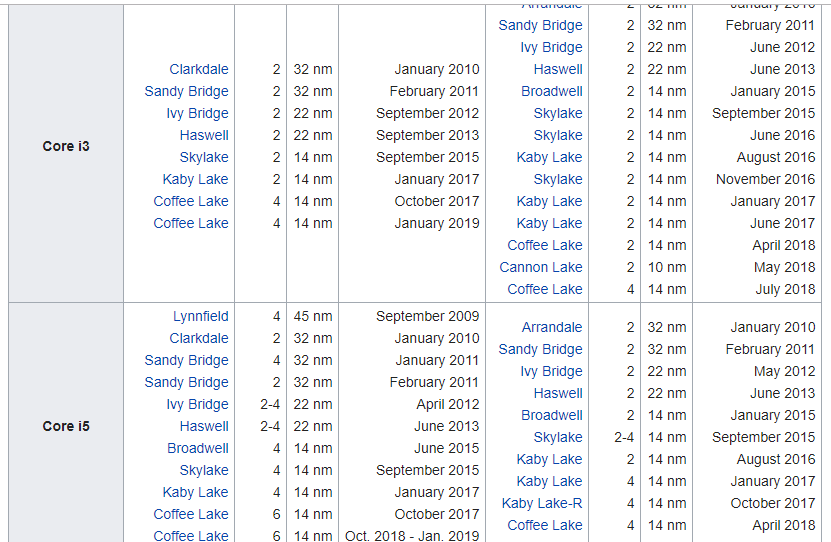 Core i3
Clarkdale 2 32 nm January 2010
Sandy Bridge 2 32 nm February 2011
Ivy Bridge 2 22 nm September 2012
Haswell 2 22 nm September 2013
Skylake 2 14 nm September 2015
Kaby Lake 2 14 nm January 2017
Coffee Lake 4 14 nm October 2017
Coffee Lake 4 14 nm January 2019
Arrandale 2 32 nm January 2010
Sandy Bridge 2 32 nm February 2011
Ivy Bridge 2 22 nm June 2012
Haswell 2 22 nm June 2013
Broadwell 2 14 nm January 2015
Skylake 2 14 nm September 2015
Skylake 2 14 nm June 2016
Kaby Lake 2 14 nm August 2016
Skylake 2 14 nm November 2016
Kaby Lake 2 14 nm January 2017
Kaby Lake 2 14 nm June 2017
Coffee Lake 2 14 nm April 2018
Cannon Lake 2 10 nm May 2018
Coffee Lake 4 14 nm July 2018
Core i5
Lynnfield 4 45 nm September 2009
Clarkdale 2 32 nm January 2010
Sandy Bridge 4 32 nm January 2011
Sandy Bridge 2 32 nm February 2011
Ivy Bridge 2-4 22 nm April 2012
Haswell 2-4 22 nm June 2013
Broadwell 4 14 nm June 2015
Skylake 4 14 nm September 2015
Kaby Lake 4 14 nm January 2017
Coffee Lake 6 14 nm October 2017
Coffee Lake 6 14 nm Oct. 2018 - Jan. 2019
Arrandale 2 32 nm January 2010
Sandy Bridge 2 32 nm February 2011
Ivy Bridge 2 22 nm May 2012
Haswell 2 22 nm June 2013
Broadwell 2 14 nm January 2015
Skylake 2-4 14 nm September 2015
Kaby Lake 2 14 nm August 2016
Kaby Lake 4 14 nm January 2017
Kaby Lake-R 4 14 nm October 2017
Coffee Lake 4 14 nm April 2018